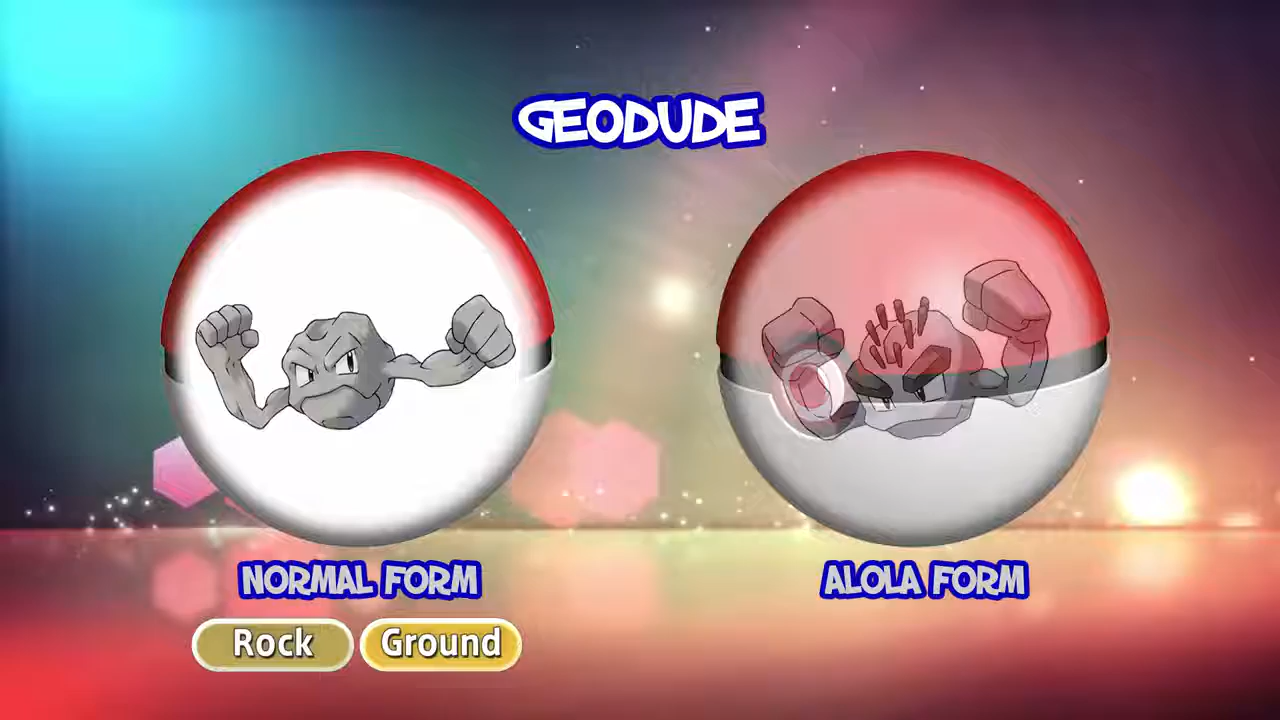 GEODUDE
NORMAL FORM
ALOLA FORM
Rock
Ground